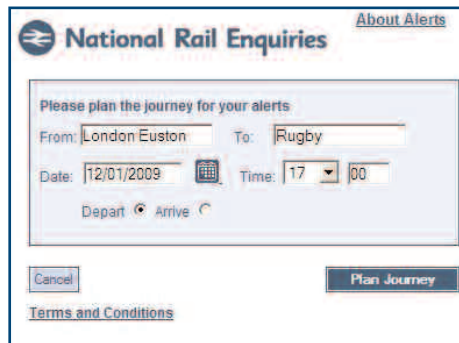 About Alerts
National Rail Enquiries
Please plan the journey for your alerts
From: London Euston To: Rugby
Date: 12/01/2009 Time: 17 00
Depart Arrive
Cancel Plan Journey
Terms and Conditions